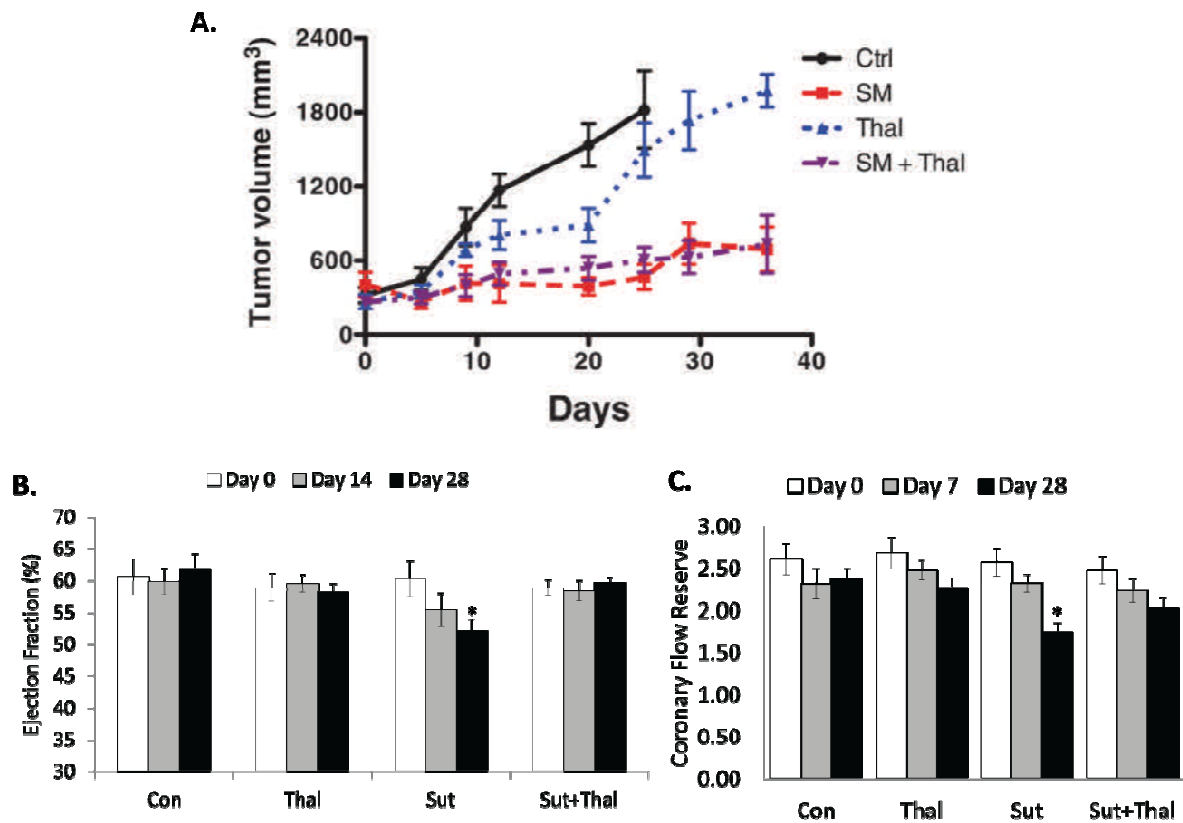 A.
Tumor volume (mm³)
2400
1800
1200
600
0
0 10 20 30 40
Days
Ctrl
SM
Thal
SM + Thal
B.
Day 0 Day 14 Day 28
Ejection Fraction (%)
70
65
60
55
50
45
40
35
30
*
Con Thal Sut Sut+Thal
C.
Day 0 Day 7 Day 28
Coronary Flow Reserve
3.00
2.50
2.00
1.50
1.00
0.50
0.00
*
Con Thal Sut Sut+Thal